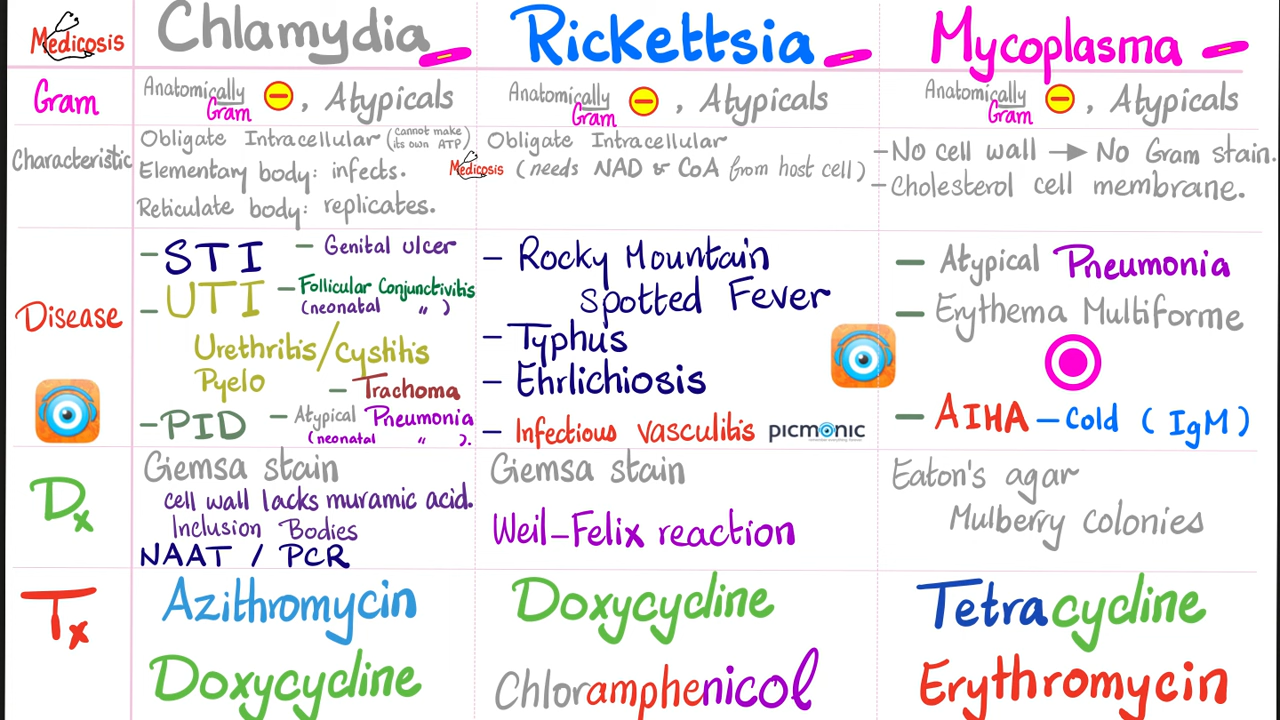 Medicosis
Chlamydia
Rickettsia
Mycoplasma
Gram
Anatomically Gram ⊖, Atypicals
Anatomically Gram ⊖, Atypicals
Anatomically Gram ⊖, Atypicals
Characteristic
Obligate Intracellular (cannot make its own ATP)
Elementary body: infects.
Reticulate body: replicates.
Medicosis
Obligate Intracellular
(needs NAD & CoA from host cell)
- No cell wall → No Gram stain.
- Cholesterol cell membrane.
Disease
- STI
- Genital ulcer
- UTI
- Follicular Conjunctivitis
(neonatal " )
Urethritis/Cystitis
Pyelo
- Trachoma
- PID
- Atypical Pneumonia
(neonatal " ).
- Rocky Mountain
Spotted Fever
- Typhus
- Ehrlichiosis
- Infectious Vasculitis
picmonic
- Atypical Pneumonia
- Erythema Multiforme
- AIHA - Cold (IgM)
Dx
Giemsa stain
cell wall lacks muramic acid.
Inclusion Bodies
NAAT / PCR
Giemsa stain
Weil-Felix reaction
Eaton's agar
Mulberry Colonies
Tx
Azithromycin
Doxycycline
Doxycycline
Chloramphenicol
Tetracycline
Erythromycin